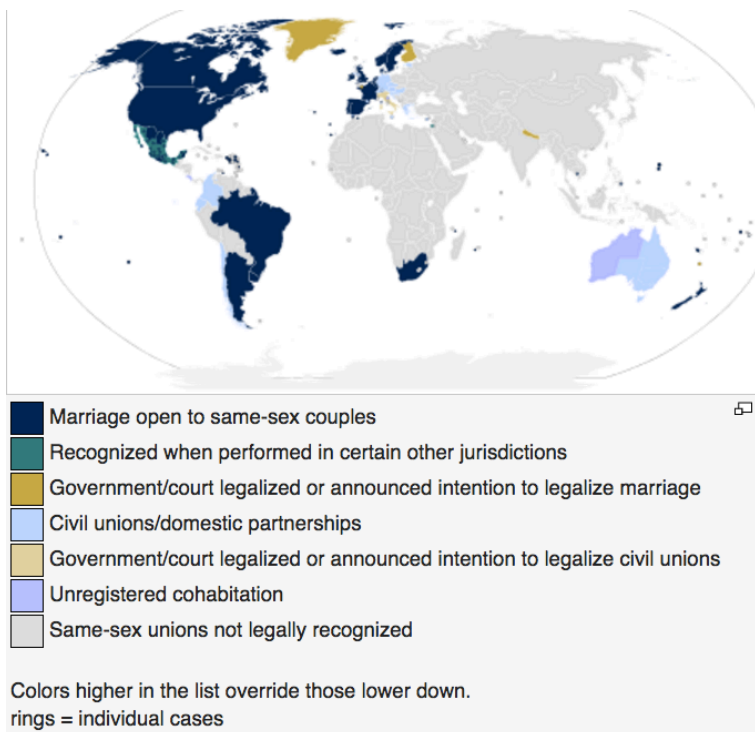 Marriage open to same-sex couples
Recognized when performed in certain other jurisdictions
Government/court legalized or announced intention to legalize marriage
Civil unions/domestic partnerships
Government/court legalized or announced intention to legalize civil unions
Unregistered cohabitation
Same-sex unions not legally recognized
Colors higher in the list override those lower down.
rings = individual cases